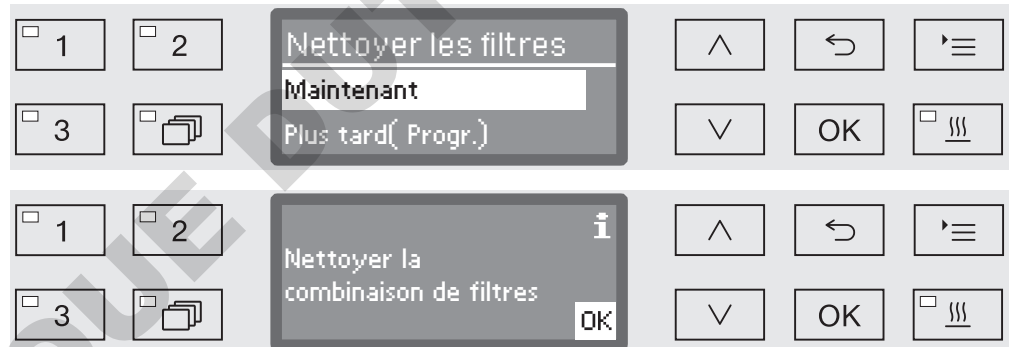 1 2
Nettoyer les filtres
Maintenant
3
Plus tard( Progr.)
OK
1 2
i
Nettoyer la
combinaison de filtres
3
OK
OK